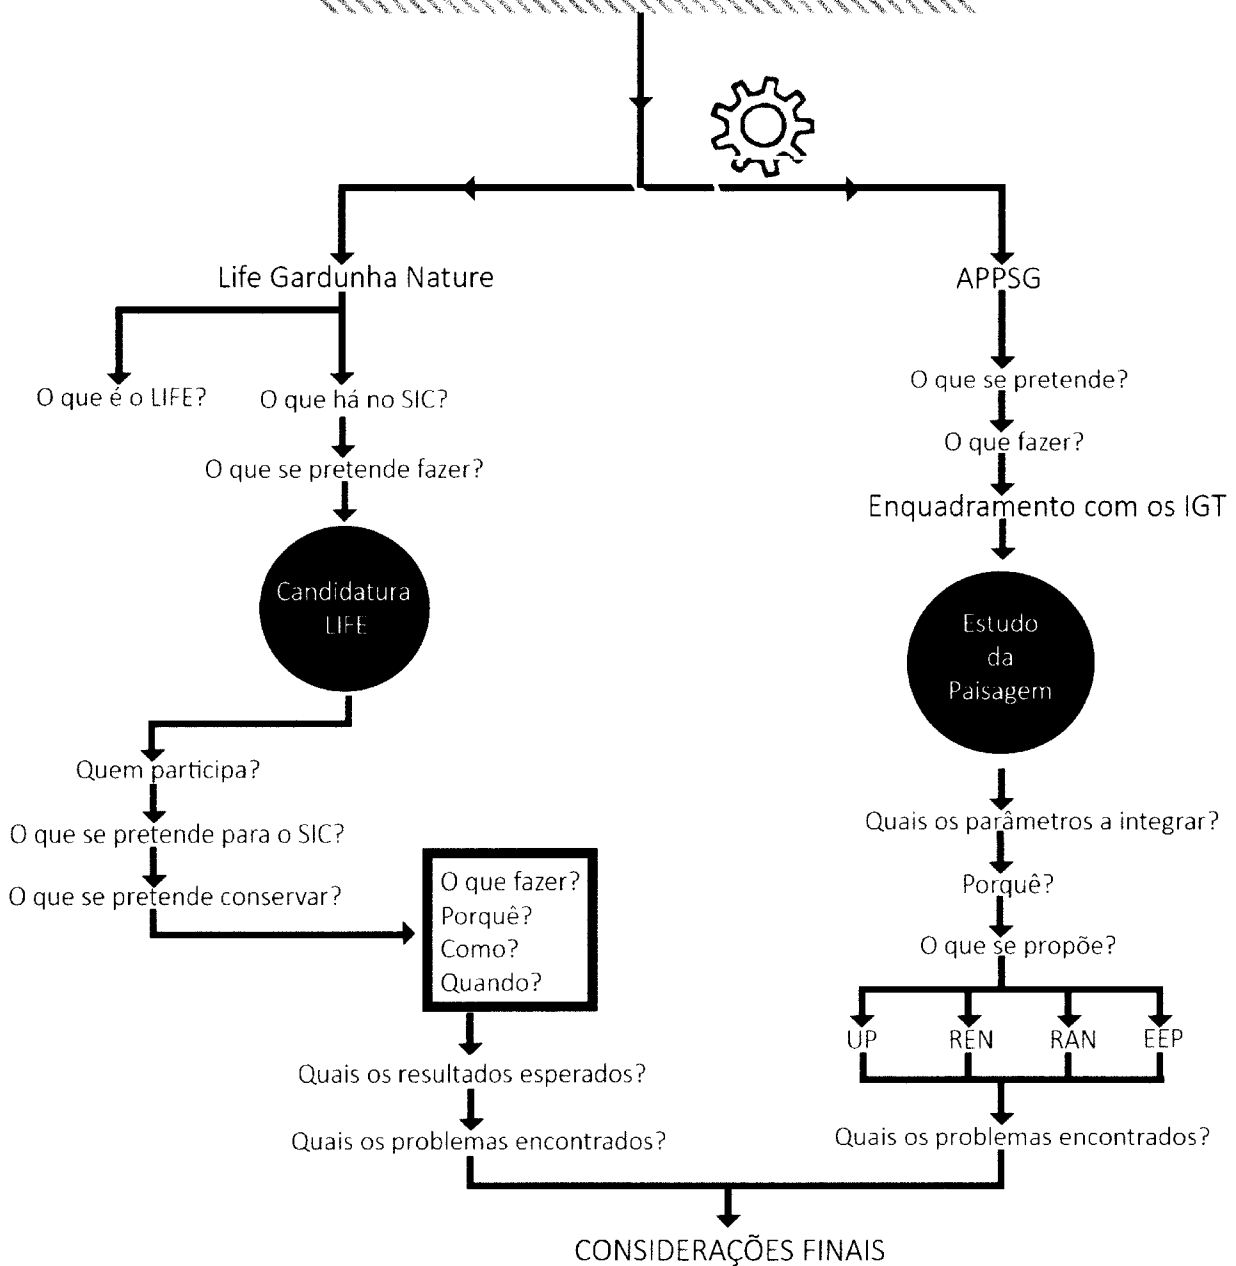 Life Gardunha Nature
O que é o LIFE?
O que há no SIC?
O que se pretende fazer?
Candidatura
LIFE
Quem participa?
O que se pretende para o SIC?
O que se pretende conservar?
O que fazer?
Porquê?
Como?
Quando?
Quais os resultados esperados?
Quais os problemas encontrados?
APPSG
O que se pretende?
O que fazer?
Enquadramento com os IGT
Estudo
da
Paisagem
Quais os parâmetros a integrar?
Porquê?
O que se propõe?
UP
REN
RAN
EEP
Quais os problemas encontrados?
CONSIDERAÇÕES FINAIS